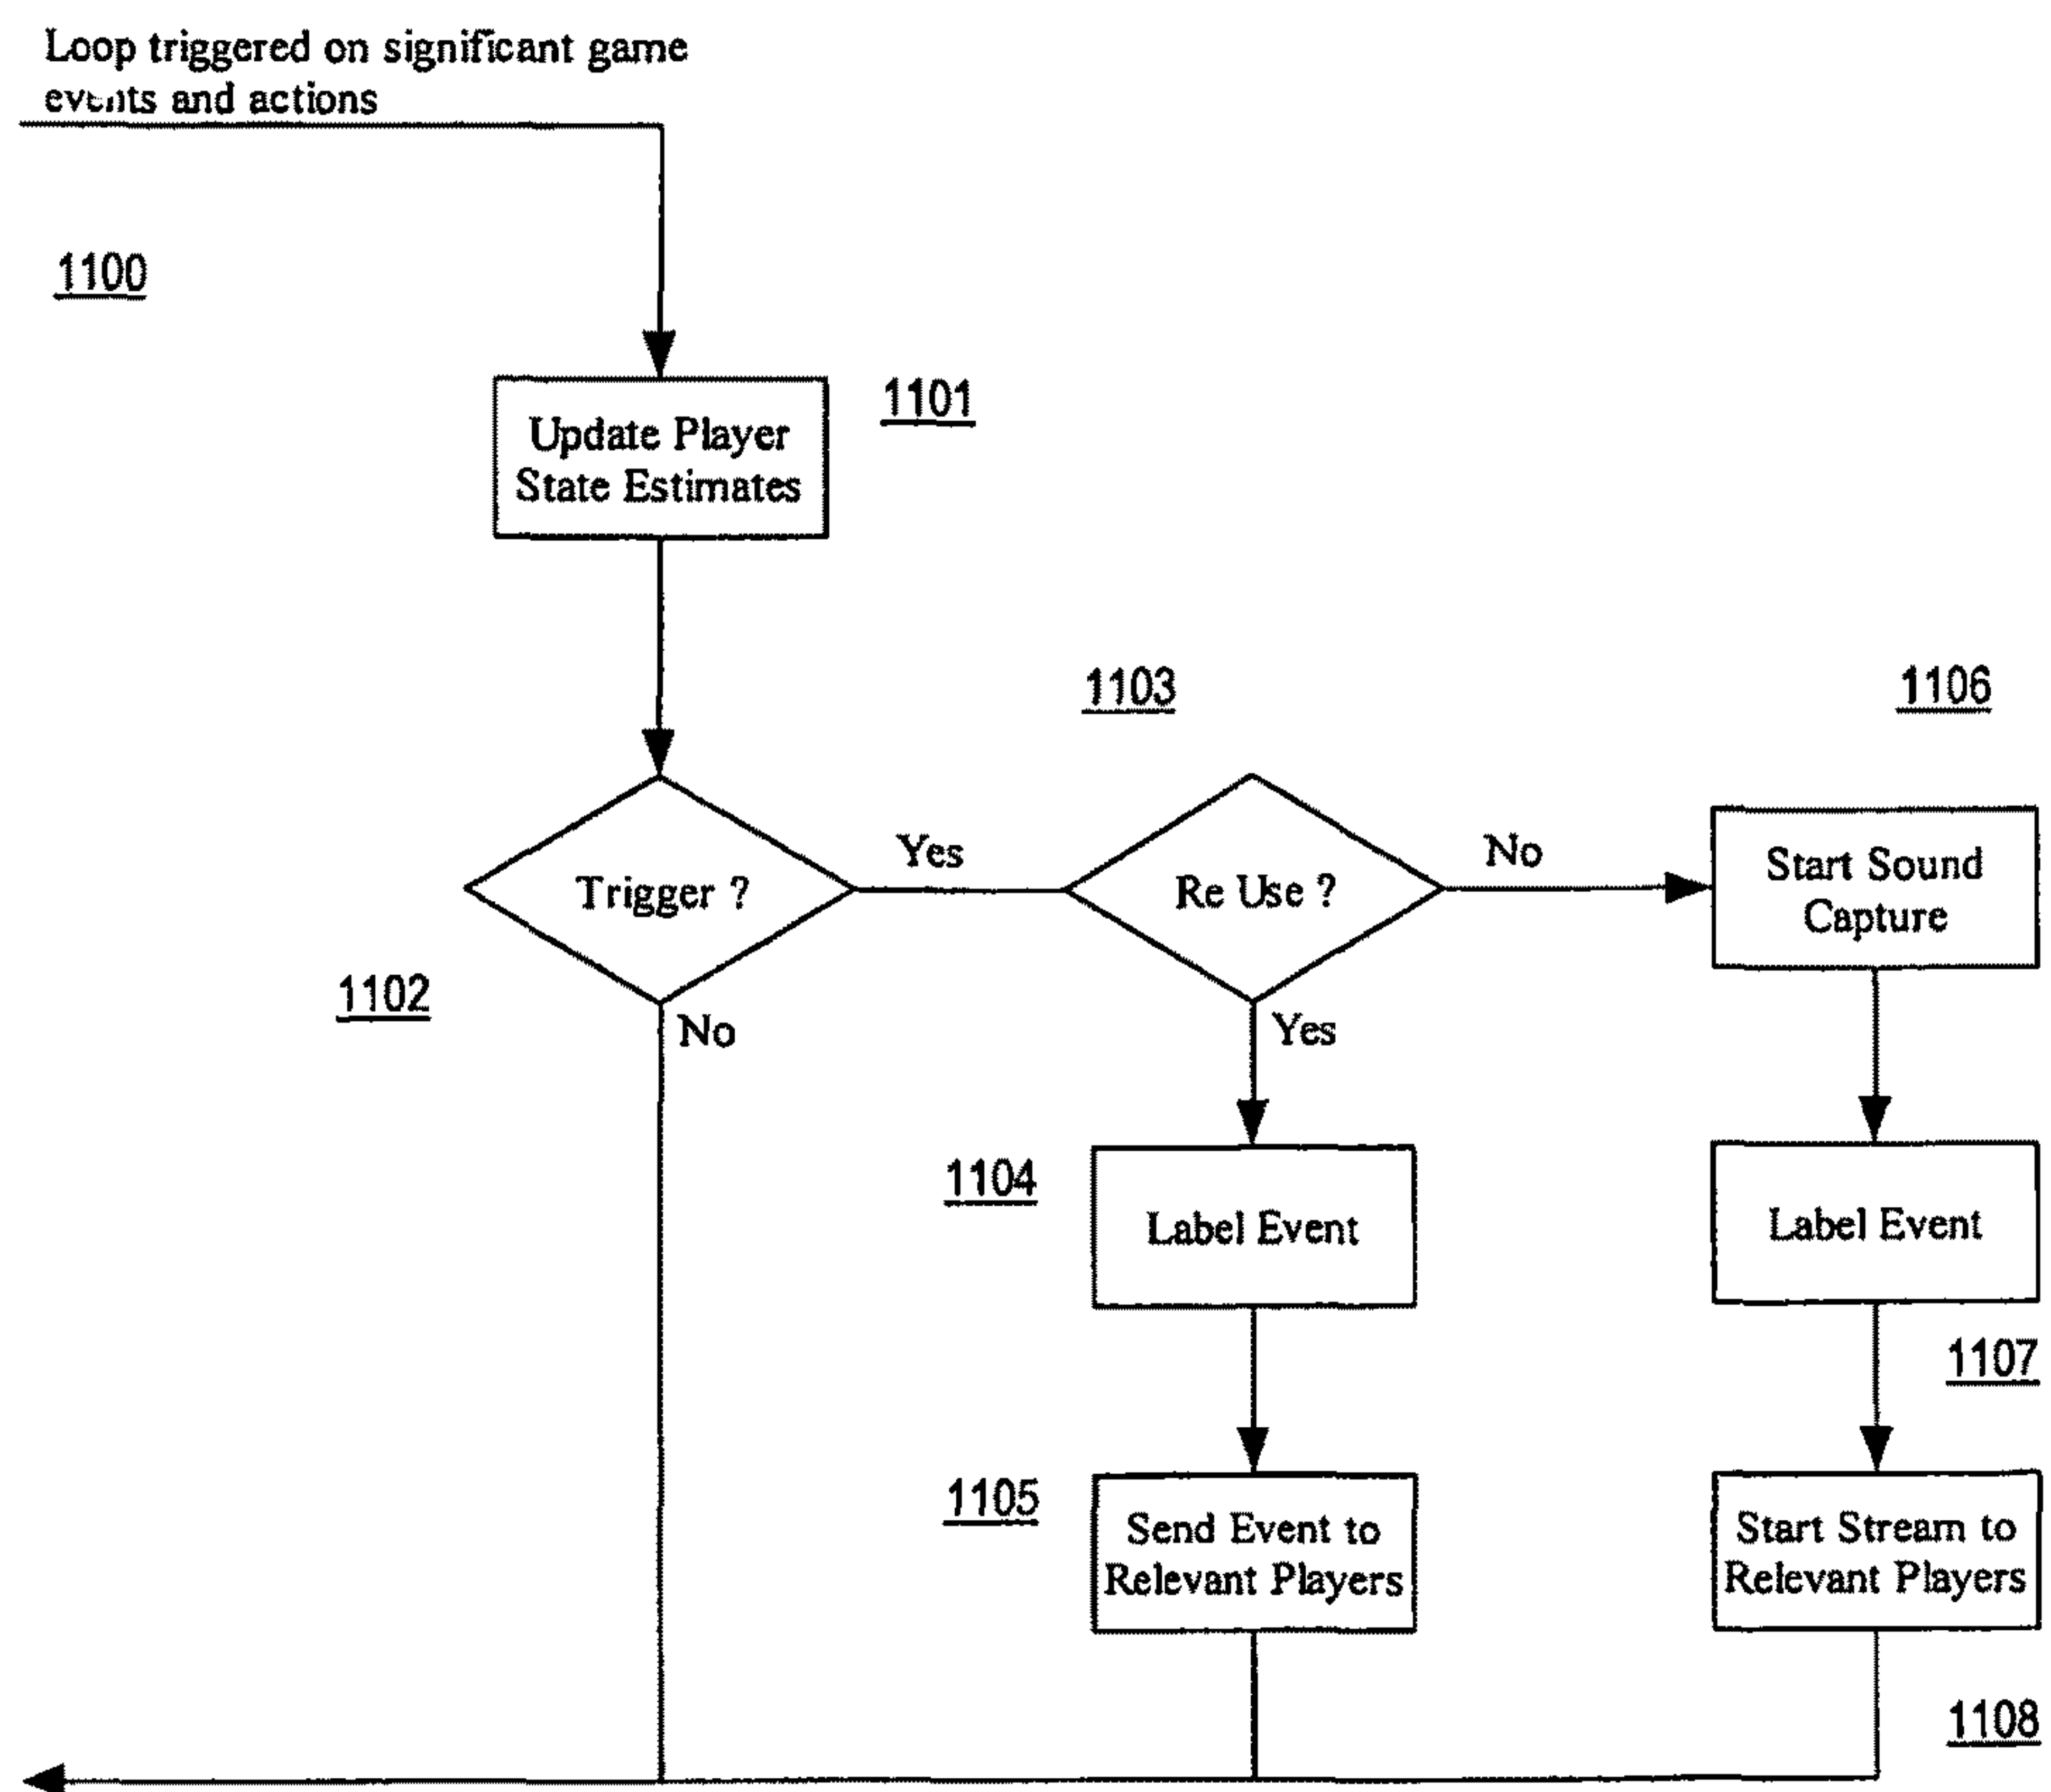 Loop triggered on significant game
events and actions
1100
1101
Update Player
State Estimates
1103
1106
Trigger ?
Yes
Re Use ?
No
Start Sound
Capture
1102
No
Yes
1104
Label Event
Label Event
1107
1105
Send Event to
Relevant Players
Start Stream to
Relevant Players
1108